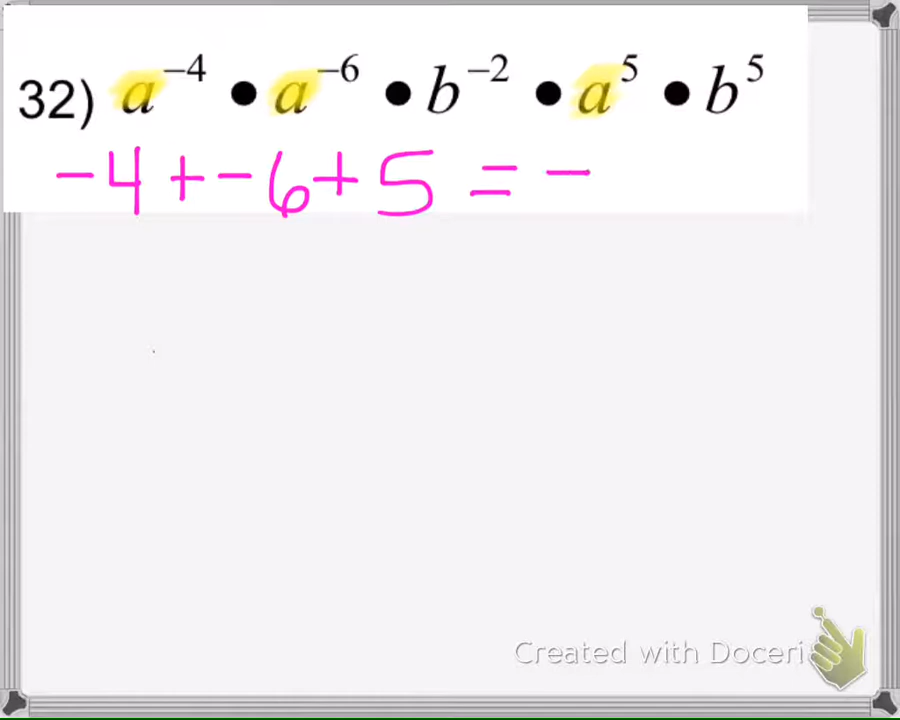 32) a⁻⁴ • a⁻⁶ • b⁻² • a⁵ • b⁵
-4 + -6 + 5 = -
Created with Doceri